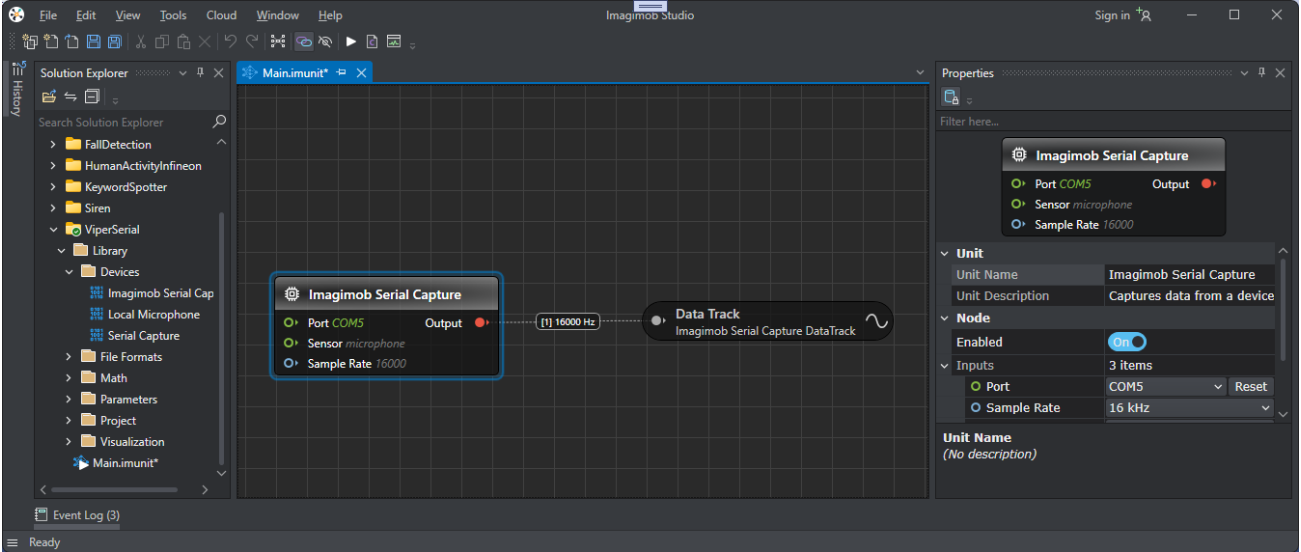 File Edit View Tools Cloud Window Help
Imagimob Studio
Sign in
History
Solution Explorer
Search Solution Explorer
FallDetection
HumanActivityInfineon
KeywordSpotter
Siren
ViperSerial
Library
Devices
Imagimob Serial Cap
Local Microphone
Serial Capture
File Formats
Math
Parameters
Project
Visualization
Main.imunit*
Main.imunit*
Imagimob Serial Capture
Port COM5 Output
Sensor microphone
Sample Rate 16000
[1] 16000 Hz
Data Track
Imagimob Serial Capture DataTrack
Properties
Filter here...
Imagimob Serial Capture
Port COM5 Output
Sensor microphone
Sample Rate 16000
Unit
Unit Name Imagimob Serial Capture
Unit Description Captures data from a device
Node
Enabled On
Inputs 3 items
Port COM5 Reset
Sample Rate 16 kHz
Unit Name
(No description)
Event Log (3)
Ready